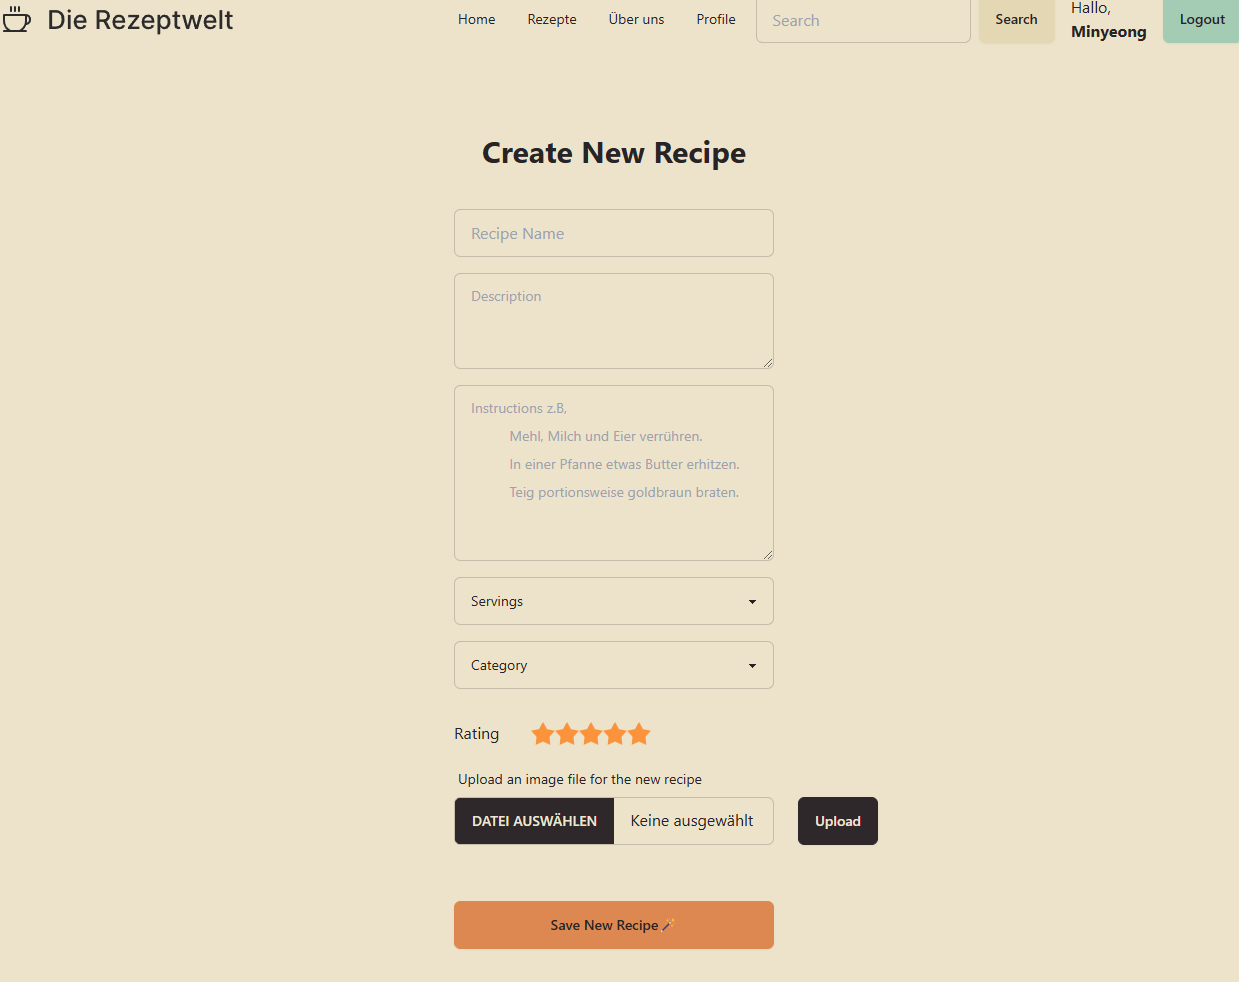 Die Rezeptwelt
Home Rezepte Über uns Profile Search Search Hallo, Minyeong Logout
Create New Recipe
Recipe Name
Description
Instructions z.B,
Mehl, Milch und Eier verrühren.
In einer Pfanne etwas Butter erhitzen.
Teig portionsweise goldbraun braten.
Servings
Category
Rating
Upload an image file for the new recipe
DATEI AUSWÄHLEN Keine ausgewählt Upload
Save New Recipe